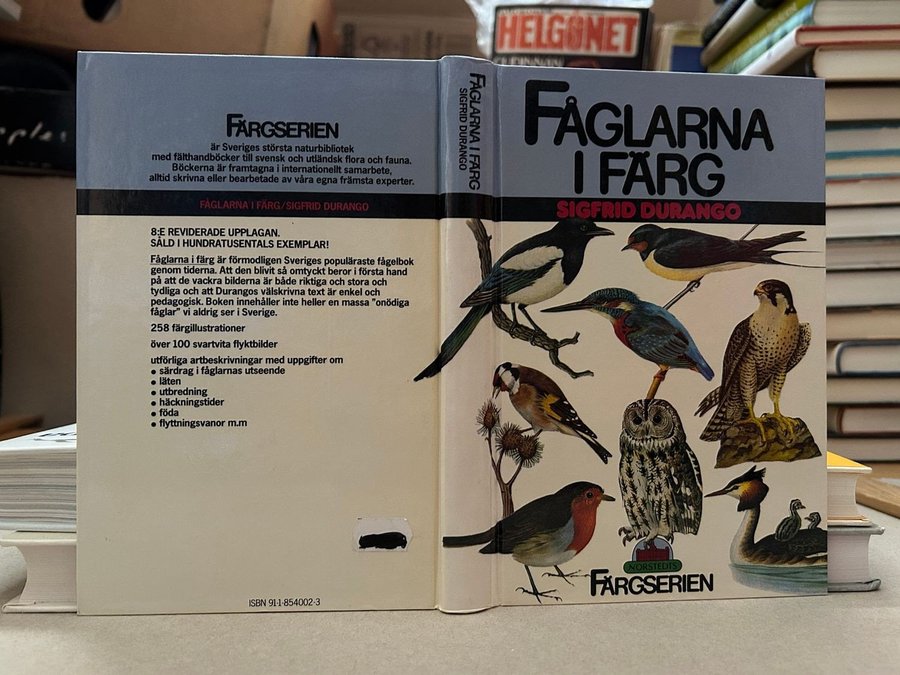 HELGONET
FÄRGSERIEN
är Sveriges största naturbibliotek
med fälthandböcker till svensk och utländsk flora och fauna.
Böckerna är framtagna i internationellt samarbete,
alltid skrivna eller bearbetade av våra egna främsta experter.
FÅGLARNA I FÄRG/SIGFRID DURANGO
8:E REVIDERADE UPPLAGAN.
SÅLD I HUNDRATUSENTALS EXEMPLAR!
Fåglarna i färg är förmodligen Sveriges populäraste fågelbok
genom tiderna. Att den blivit så omtyckt beror i första hand
på att de vackra bilderna är både riktiga och stora och
tydliga och att Durangos välskrivna text är enkel och
pedagogisk. Boken innehåller inte heller en massa "onödiga
fåglar" vi aldrig ser i Sverige.
258 färgillustrationer
över 100 svartvita flyktbilder
utförliga artbeskrivningar med uppgifter om
• särdrag i fåglarnas utseende
• läten
• utbredning
• häckningstider
• föda
• flyttningsvanor m.m
ISBN 91-1-854002-3
FÅGLARNA I FÄRG
SIGFRID DURANGO
FÅGLARNA
I FÄRG
SIGFRID DURANGO
NORSTEDTS
FÄRGSERIEN